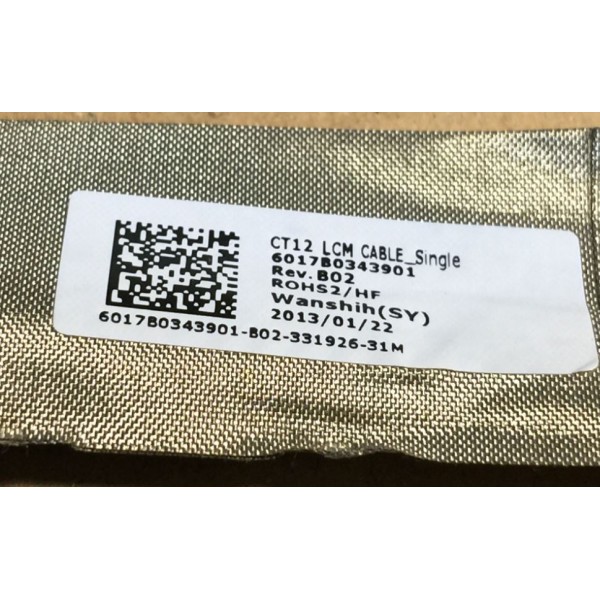 CT12 LCM CABLE_Single
6017B0343901
Rev.B02
ROHS2/HF
Wanshih(SY)
2013/01/22
6017B0343901-B02-331926-31M